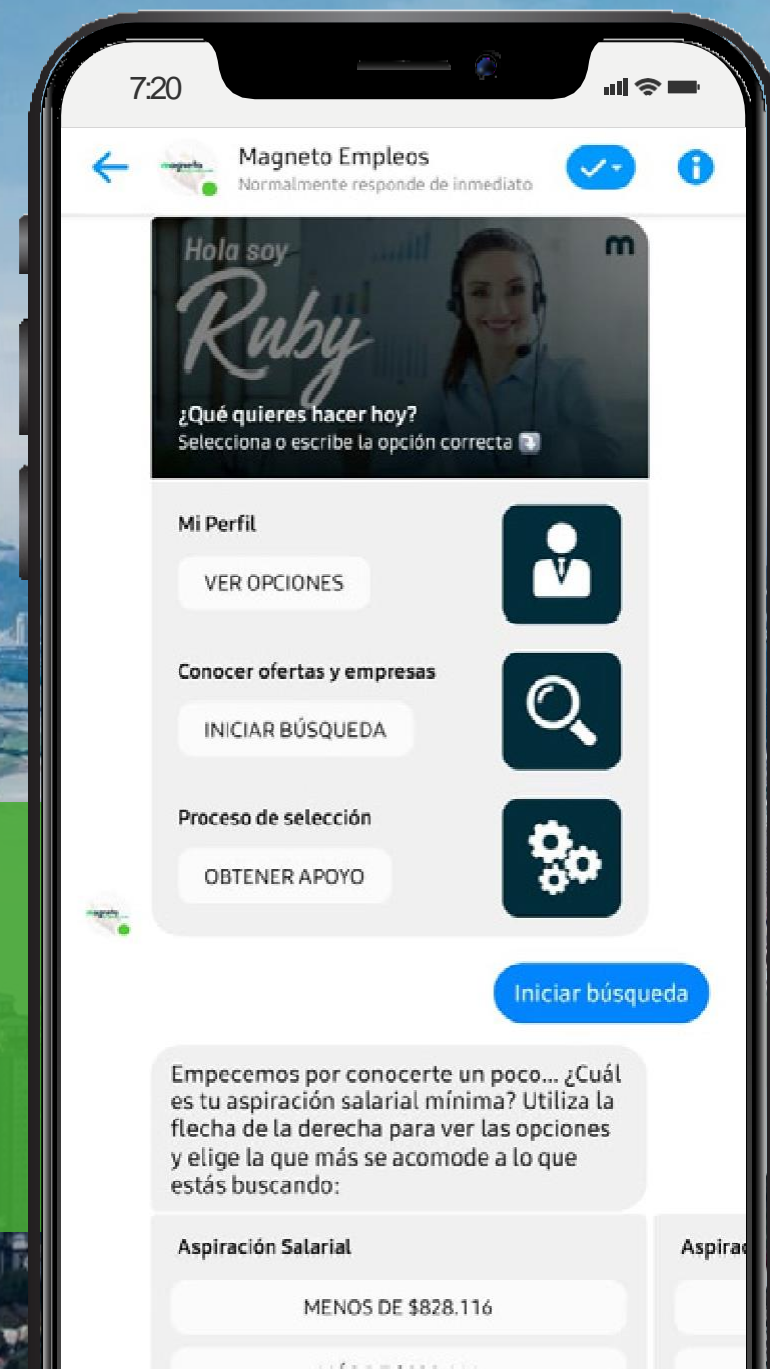 7:20
Magneto Empleos
Normalmente responde de inmediato
Hola soy
m
Ruby
¿Qué quieres hacer hoy?
Selecciona o escribe la opción correcta
Mi Perfil
VER OPCIONES
Conocer ofertas y empresas
INICIAR BÚSQUEDA
Proceso de selección
OBTENER APOYO
Iniciar búsqueda
Empecemos por conocerte un poco... ¿Cuál
es tu aspiración salarial mínima? Utiliza la
flecha de la derecha para ver las opciones
y elige la que más se acomode a lo que
estás buscando:
Aspiración Salarial
Aspirac
MENOS DE $828.116